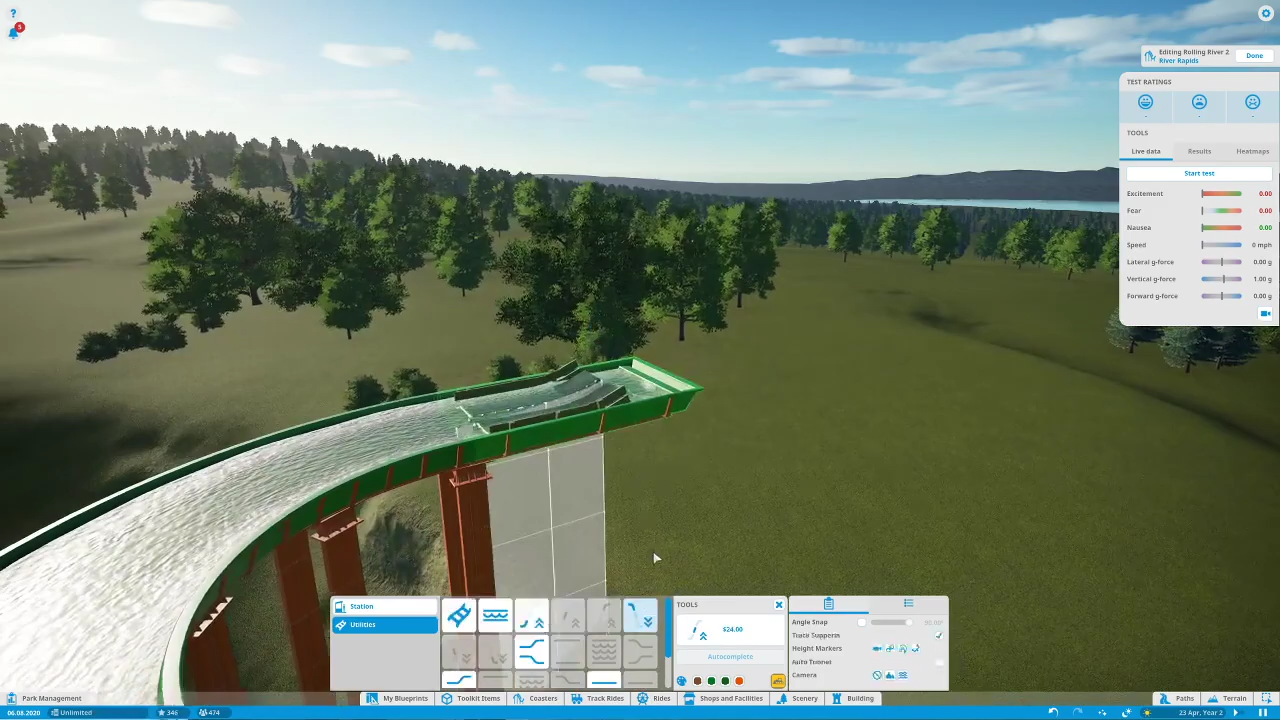 ?
5
Editing Rolling River 2
River Rapids
Done
TEST RATINGS
- - -
TOOLS
Live data Results Heatmaps
Start test
Excitement 0.00
Fear 0.00
Nausea 0.00
Speed 0 mph
Lateral g-force 0.00 g
Vertical g-force 1.00 g
Forward g-force 0.00 g
Station
Utilities
TOOLS
$24.00
Autocomplete
Angle Snap 90.00°
Track Supports
Height Markers
Auto Tunnel
Camera
Park Management
My Blueprints Toolkit Items Coasters Track Rides Rides Shops and Facilities Scenery Building Paths Terrain
06.08.2020 Unlimited 346 474 23 Apr, Year 2